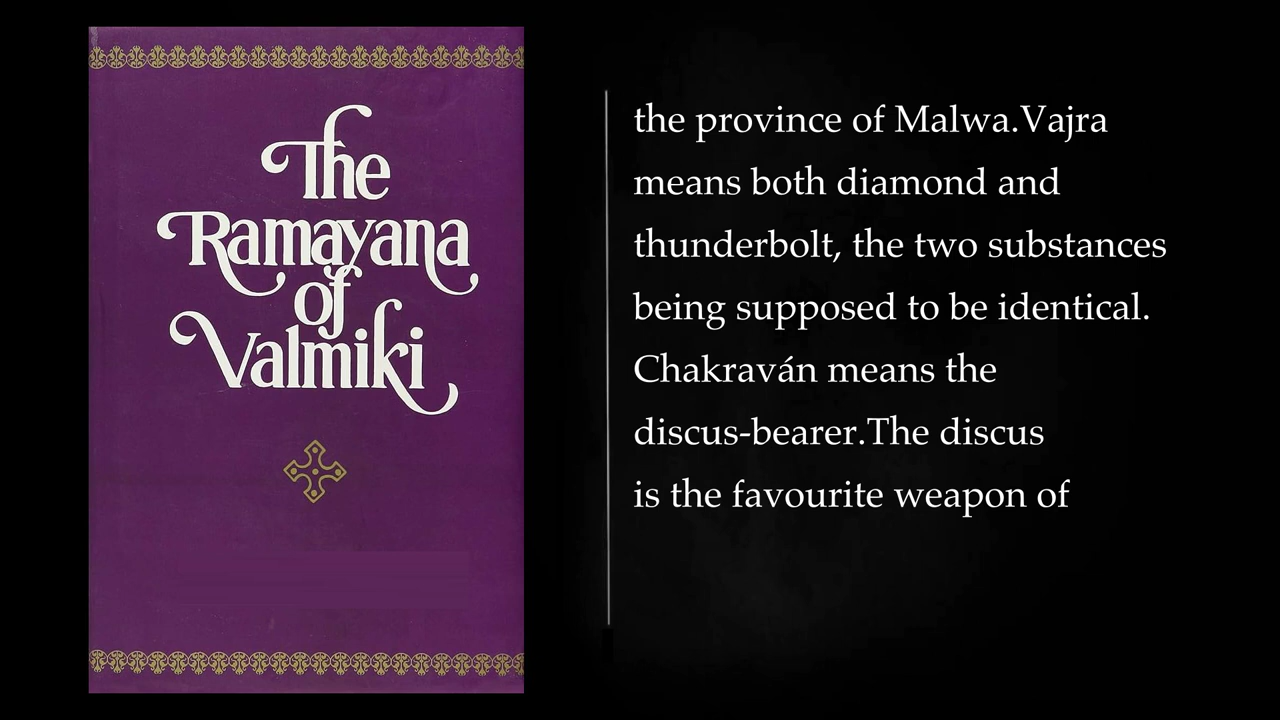 The
Ramayana
of
Valmiki
the province of Malwa.Vajra
means both diamond and
thunderbolt, the two substances
being supposed to be identical.
Chakraván means the
discus-bearer.The discus
is the favourite weapon of